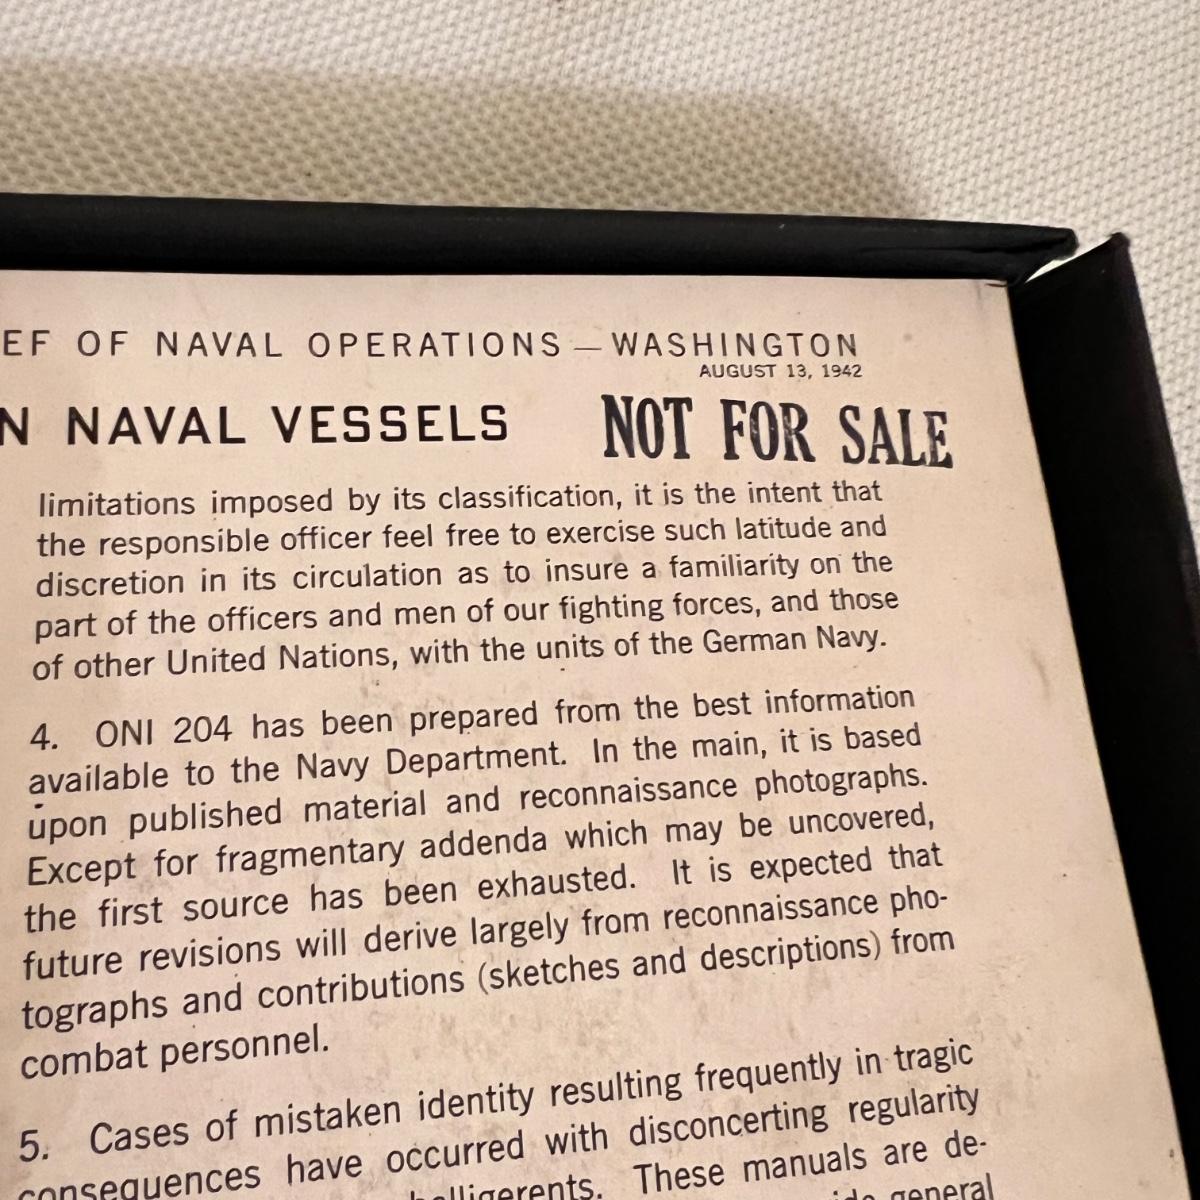 EF OF NAVAL OPERATIONS — WASHINGTON
AUGUST 13, 1942
N NAVAL VESSELS
NOT FOR SALE
limitations imposed by its classification, it is the intent that
the responsible officer feel free to exercise such latitude and
discretion in its circulation as to insure a familiarity on the
part of the officers and men of our fighting forces, and those
of other United Nations, with the units of the German Navy.
4. ONI 204 has been prepared from the best information
available to the Navy Department. In the main, it is based
upon published material and reconnaissance photographs.
Except for fragmentary addenda which may be uncovered,
the first source has been exhausted. It is expected that
future revisions will derive largely from reconnaissance pho-
tographs and contributions (sketches and descriptions) from
combat personnel.
5. Cases of mistaken identity resulting frequently in tragic
consequences have occurred with disconcerting regularity
belligerents. These manuals are de-
general